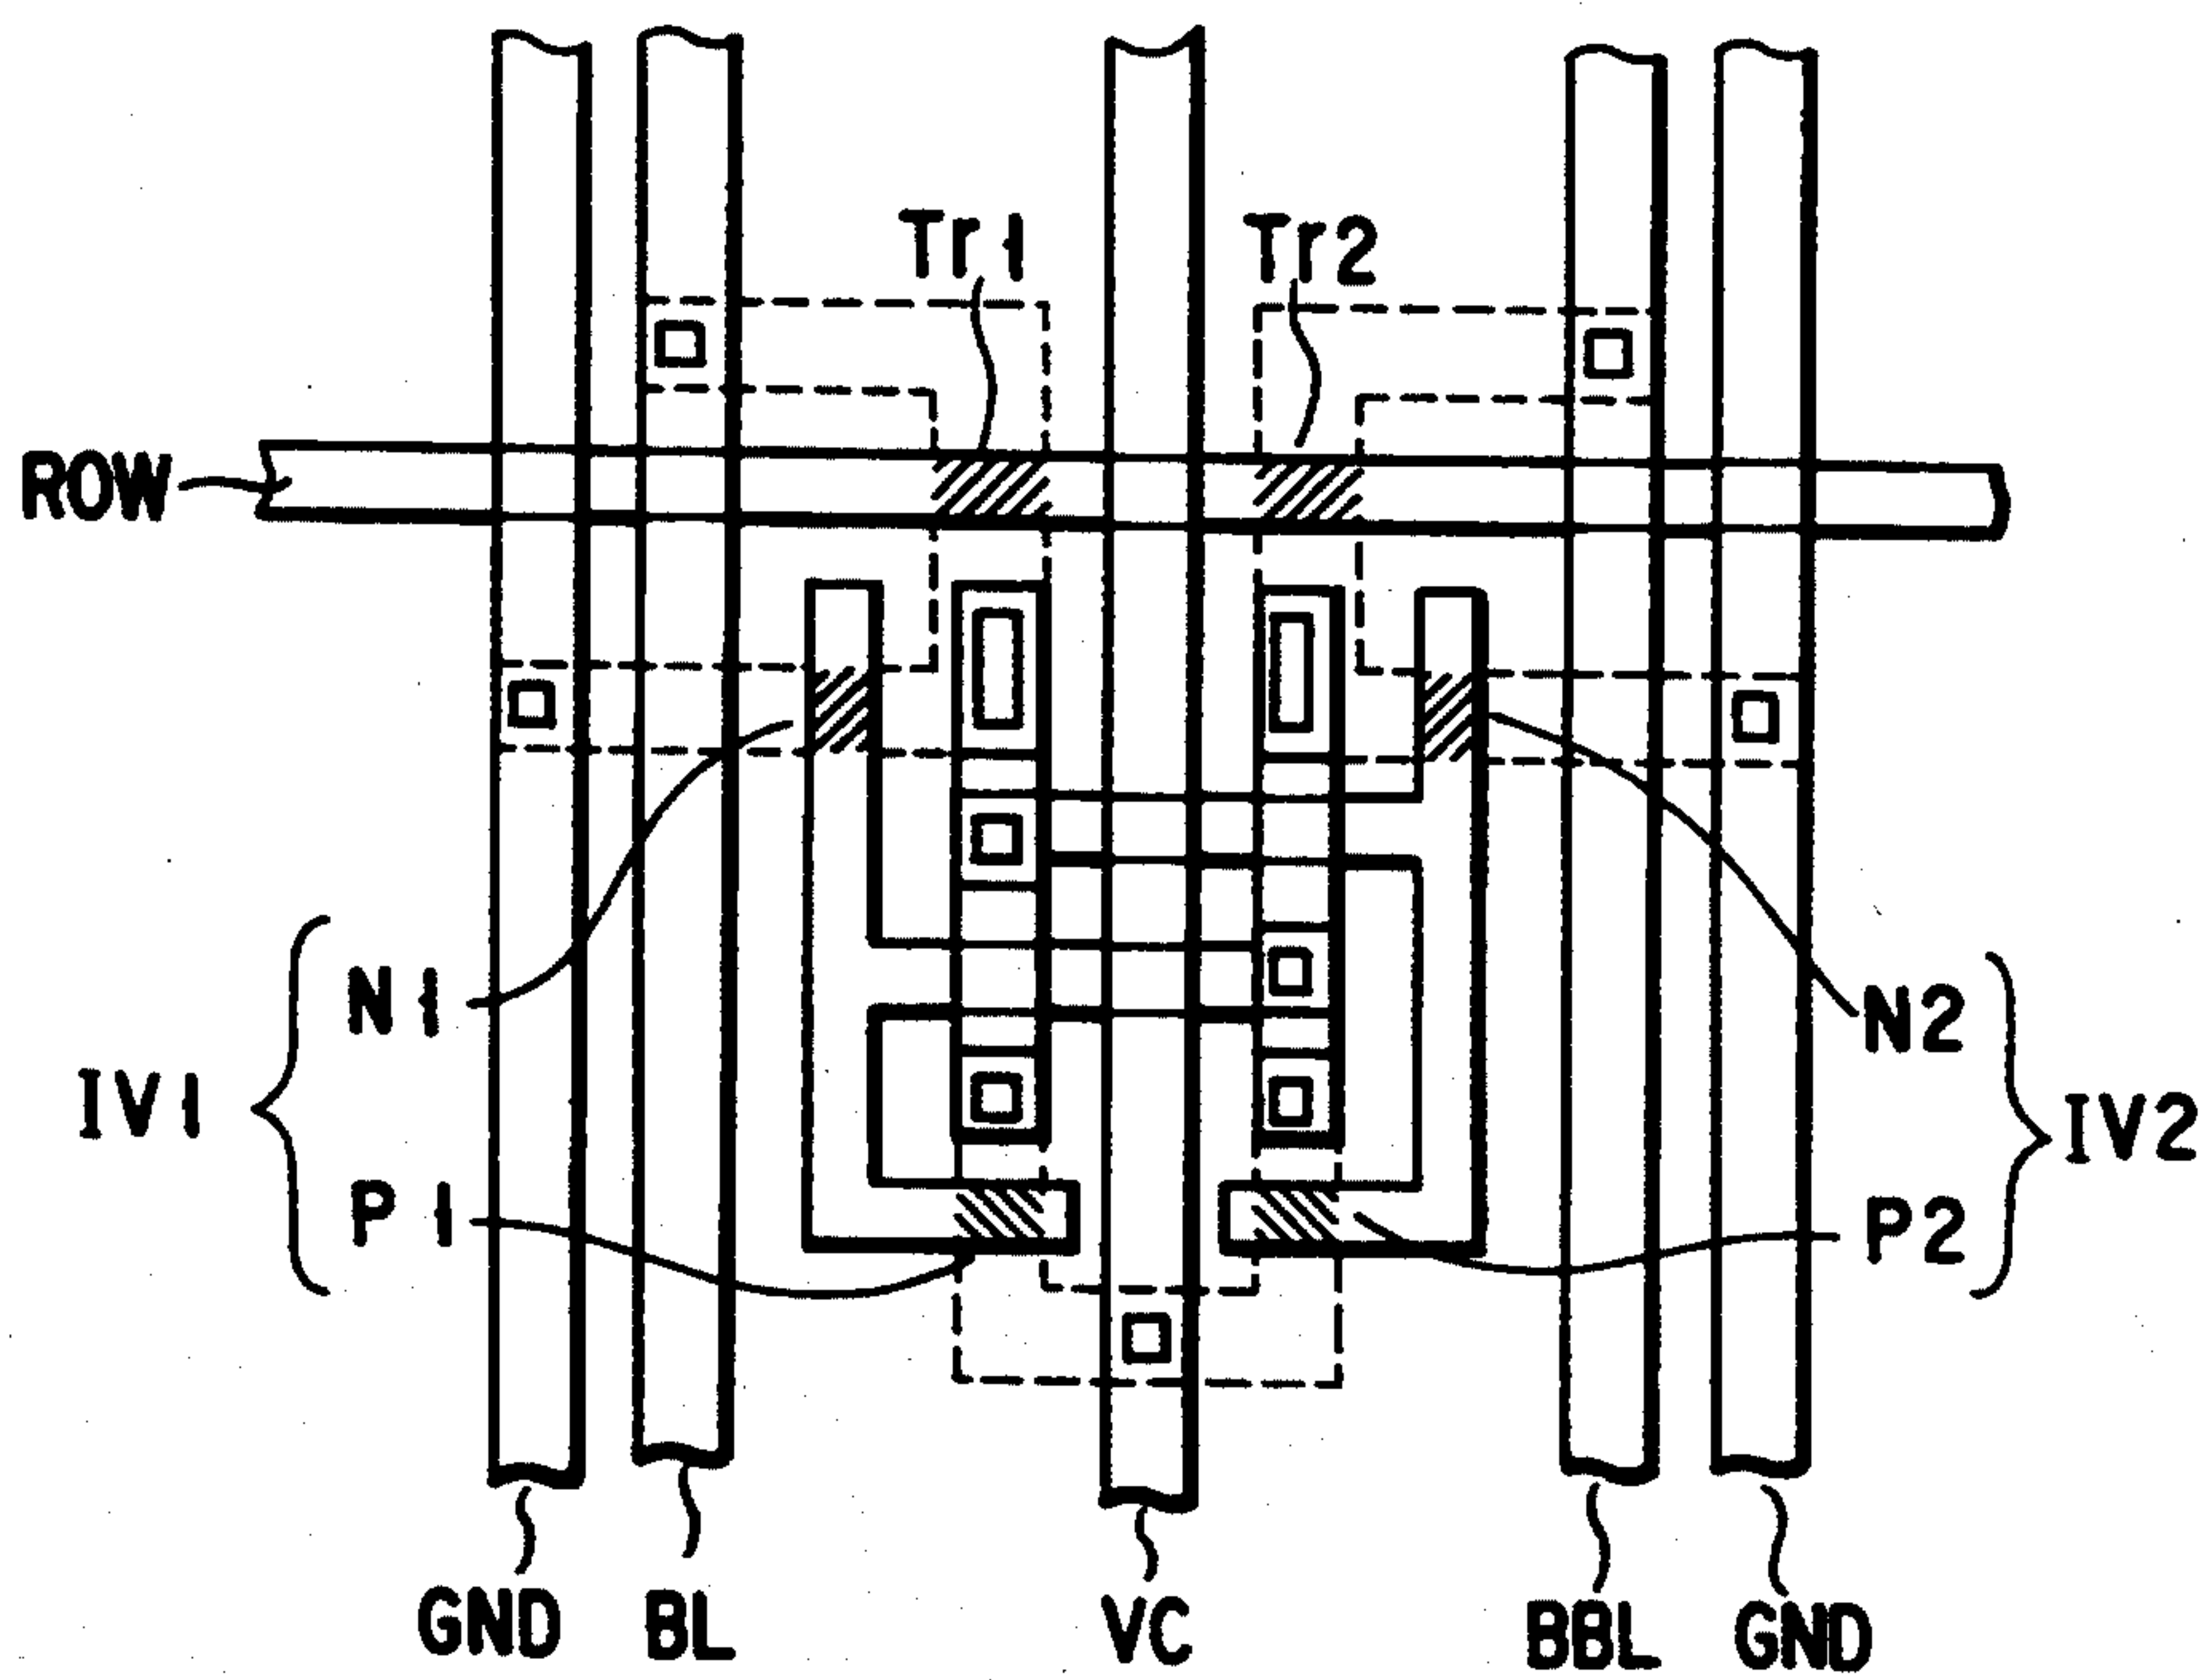 Tr1 Tr2
ROW
N1
N2
IV1
IV2
P1
P2
GND BL VC BBL GND